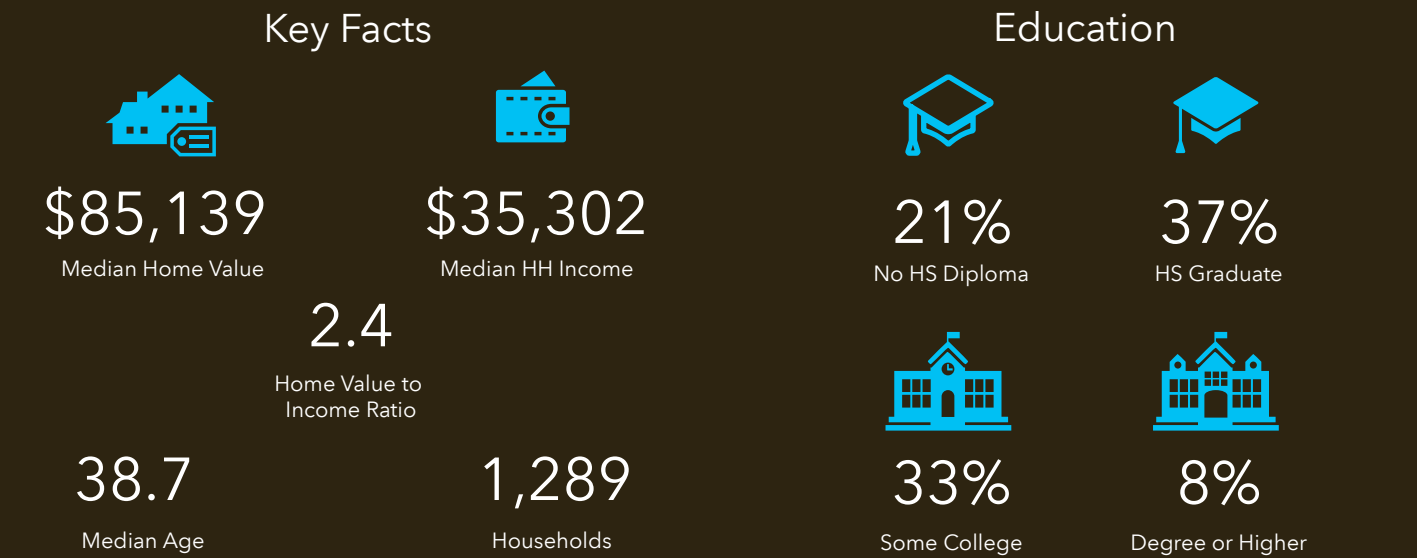 Key Facts
$85,139
Median Home Value
$35,302
Median HH Income
2.4
Home Value to
Income Ratio
38.7
Median Age
1,289
Households
Education
21%
No HS Diploma
37%
HS Graduate
33%
Some College
8%
Degree or Higher